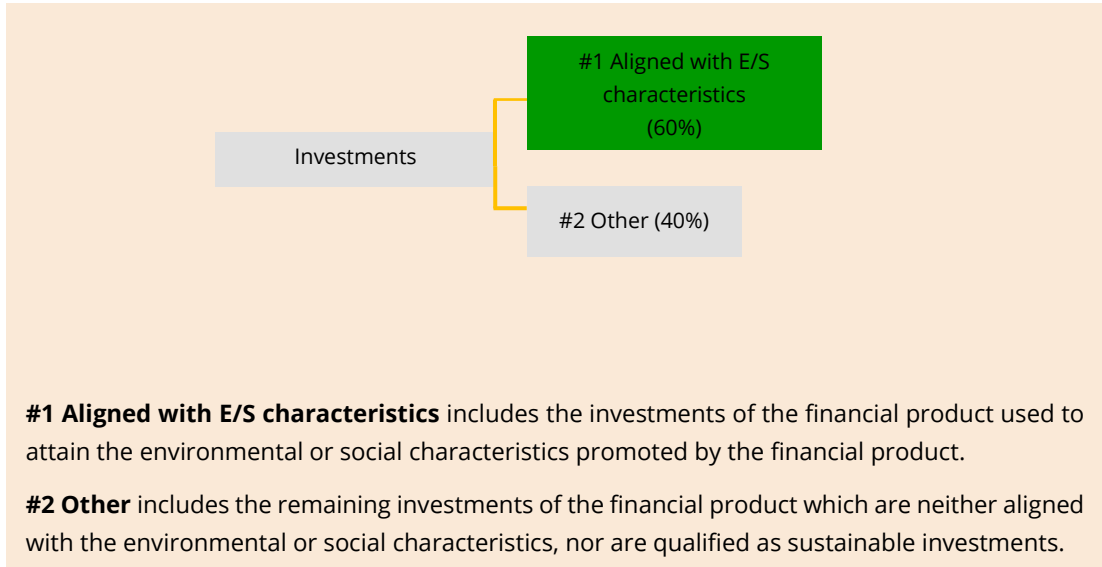 #1 Aligned with E/S
characteristics
(60%)
Investments
#2 Other (40%)
#1 Aligned with E/S characteristics includes the investments of the financial product used to
attain the environmental or social characteristics promoted by the financial product.
#2 Other includes the remaining investments of the financial product which are neither aligned
with the environmental or social characteristics, nor are qualified as sustainable investments.